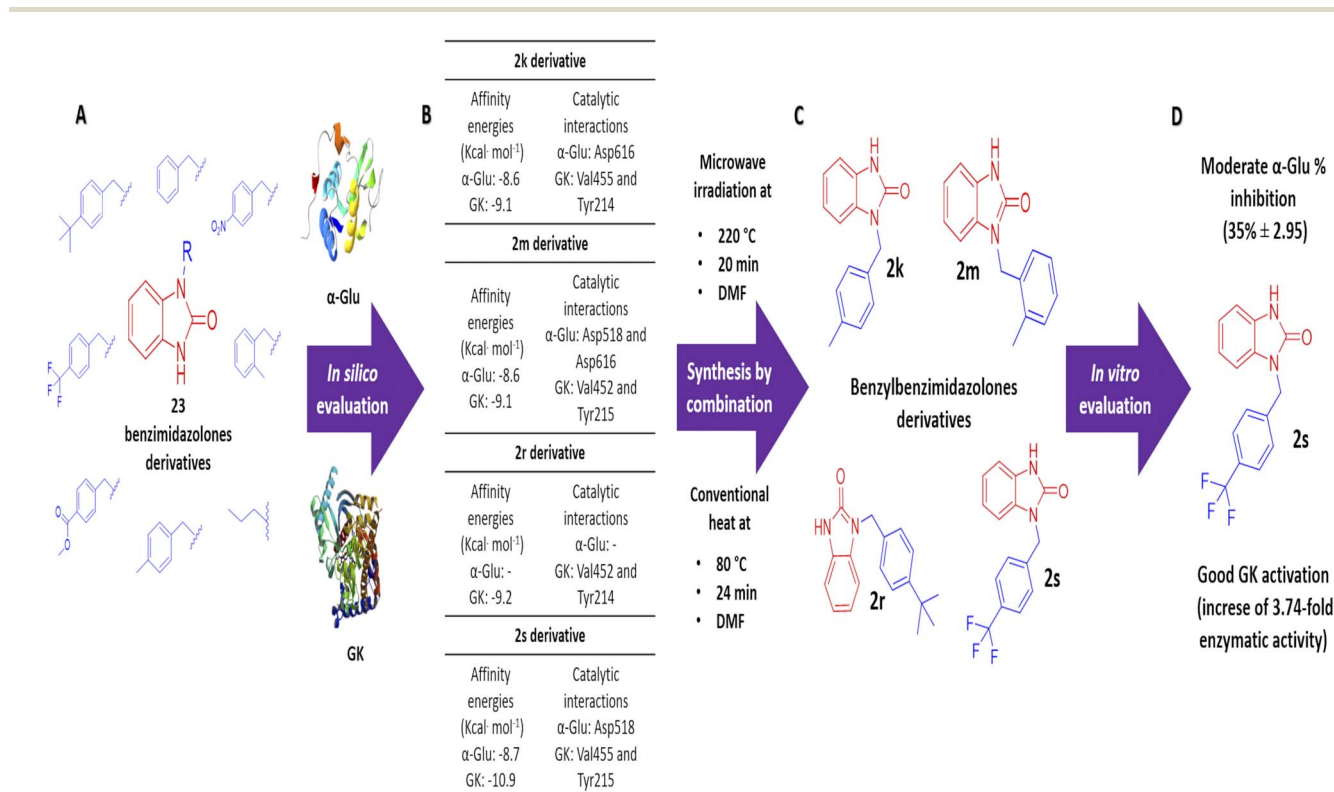 A
O₂N
R
N
O
N
H
F
F
F
23
benzimidazolones
derivatives
O
O
α-Glu
In silico
evaluation
GK
B
2k derivative
Affinity
energies
(Kcal· mol⁻¹)
α-Glu: -8.6
GK: -9.1
Catalytic
interactions
α-Glu: Asp616
GK: Val455 and
Tyr214
2m derivative
Affinity
energies
(Kcal· mol⁻¹)
α-Glu: -8.6
GK: -9.1
Catalytic
interactions
α-Glu: Asp518 and
Asp616
GK: Val452 and
Tyr215
2r derivative
Affinity
energies
(Kcal· mol⁻¹)
α-Glu: -
GK: -9.2
Catalytic
interactions
α-Glu: -
GK: Val452 and
Tyr214
2s derivative
Affinity
energies
(Kcal· mol⁻¹)
α-Glu: -8.7
GK: -10.9
Catalytic
interactions
α-Glu: Asp518
GK: Val455 and
Tyr215
Microwave
irradiation at
• 220 °C
• 20 min
• DMF
Synthesis by
combination
Conventional
heat at
• 80 °C
• 24 min
• DMF
C
H
N
O
N
2k
H
N
O
N
2m
Benzylbenzimidazolones
derivatives
O
HN
N
2r
H
N
O
N
2s
F
F
F
In vitro
evaluation
D
Moderate α-Glu %
inhibition
(35% ± 2.95)
H
N
O
N
2s
F
F
F
Good GK activation
(increse of 3.74-fold
enzymatic activity)